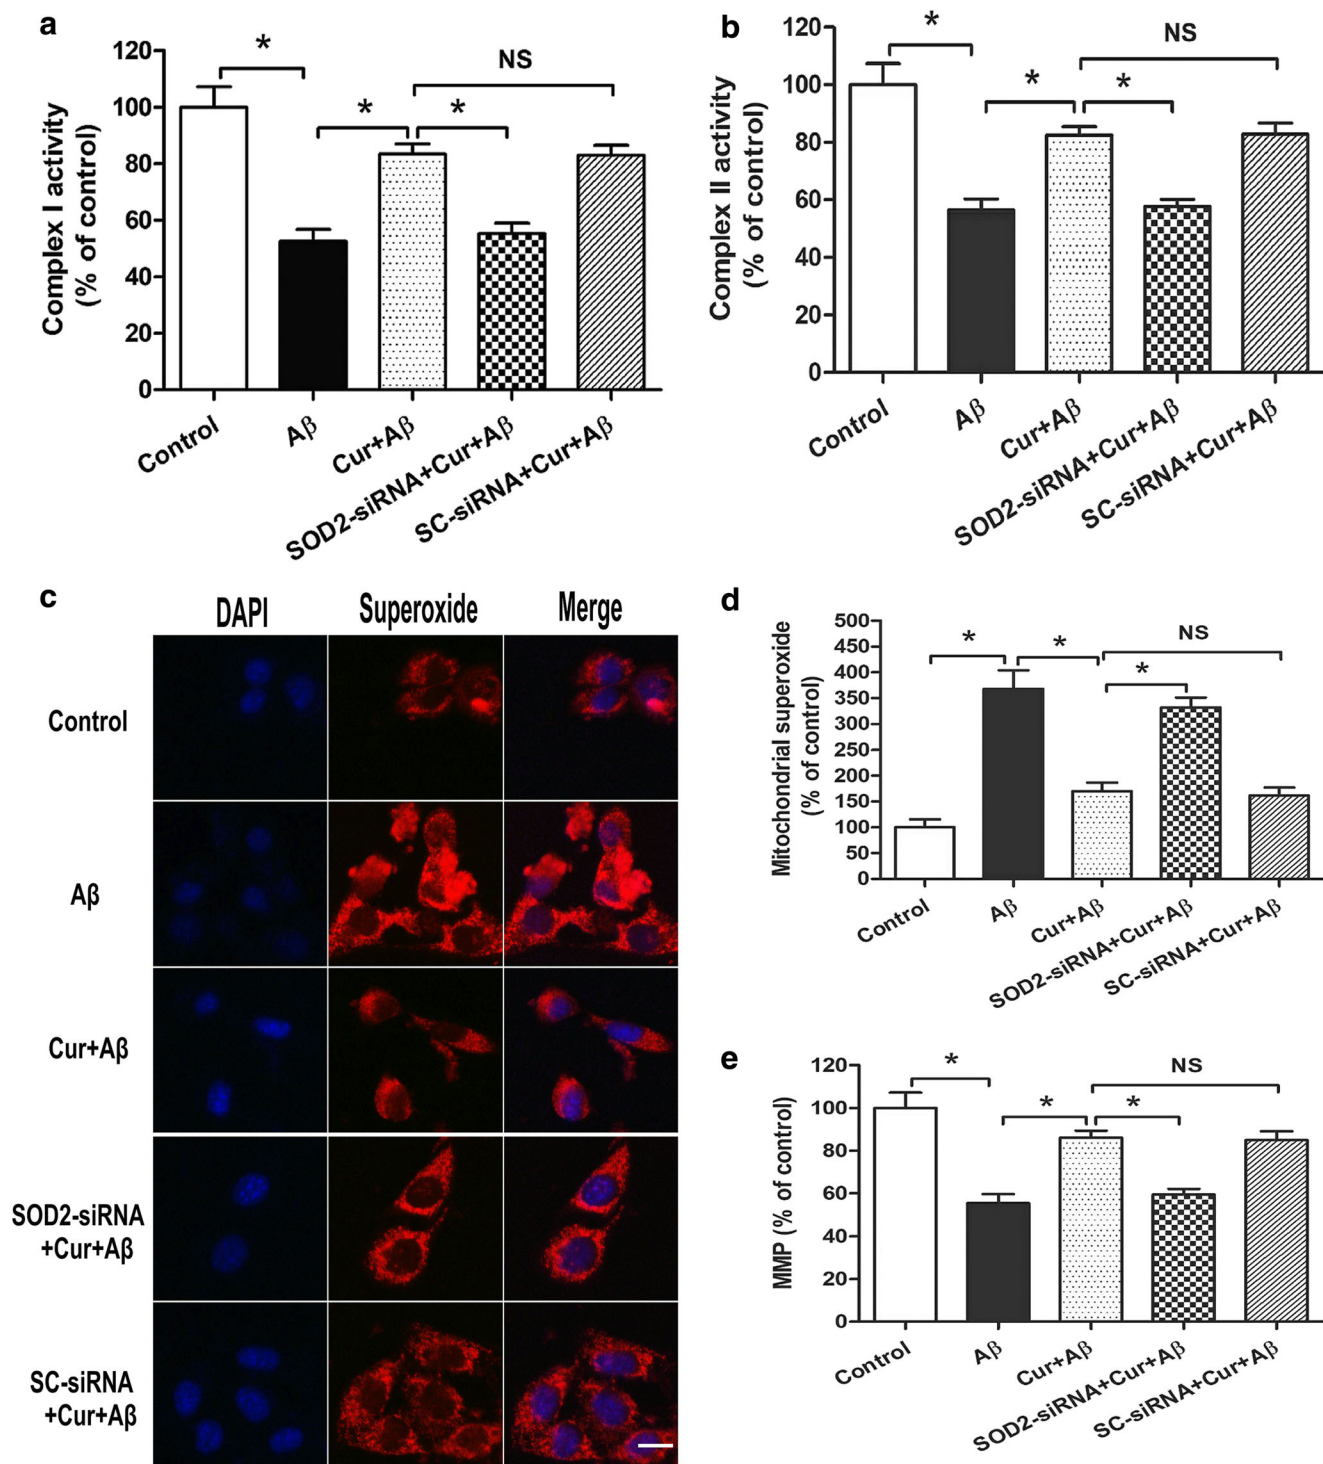 a
Complex I activity
(% of control)
120
100
80
60
40
20
0
*
*
*
NS
Control
Aβ
Cur+Aβ
SOD2-siRNA+Cur+Aβ
SC-siRNA+Cur+Aβ
b
Complex II activity
(% of control)
120
100
80
60
40
20
0
*
*
*
NS
Control
Aβ
Cur+Aβ
SOD2-siRNA+Cur+Aβ
SC-siRNA+Cur+Aβ
c
DAPI Superoxide Merge
Control
Aβ
Cur+Aβ
SOD2-siRNA
+Cur+Aβ
SC-siRNA
+Cur+Aβ
d
Mitochondrial superoxide
(% of control)
500
450
400
350
300
250
200
150
100
50
0
*
*
*
NS
Control
Aβ
Cur+Aβ
SOD2-siRNA+Cur+Aβ
SC-siRNA+Cur+Aβ
e
MMP (% of control)
120
100
80
60
40
20
0
*
*
*
NS
Control
Aβ
Cur+Aβ
SOD2-siRNA+Cur+Aβ
SC-siRNA+Cur+Aβ